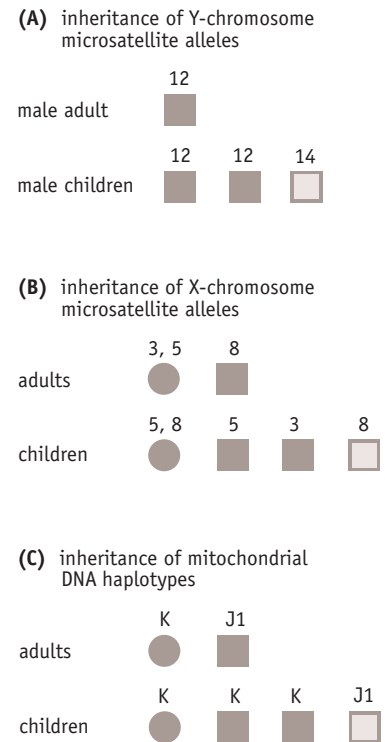 (A) inheritance of Y-chromosome
microsatellite alleles
12
male adult
12 12 14
male children
(B) inheritance of X-chromosome
microsatellite alleles
3, 5 8
adults
5, 8 5 3 8
children
(C) inheritance of mitochondrial
DNA haplotypes
K J1
adults
K K K J1
children